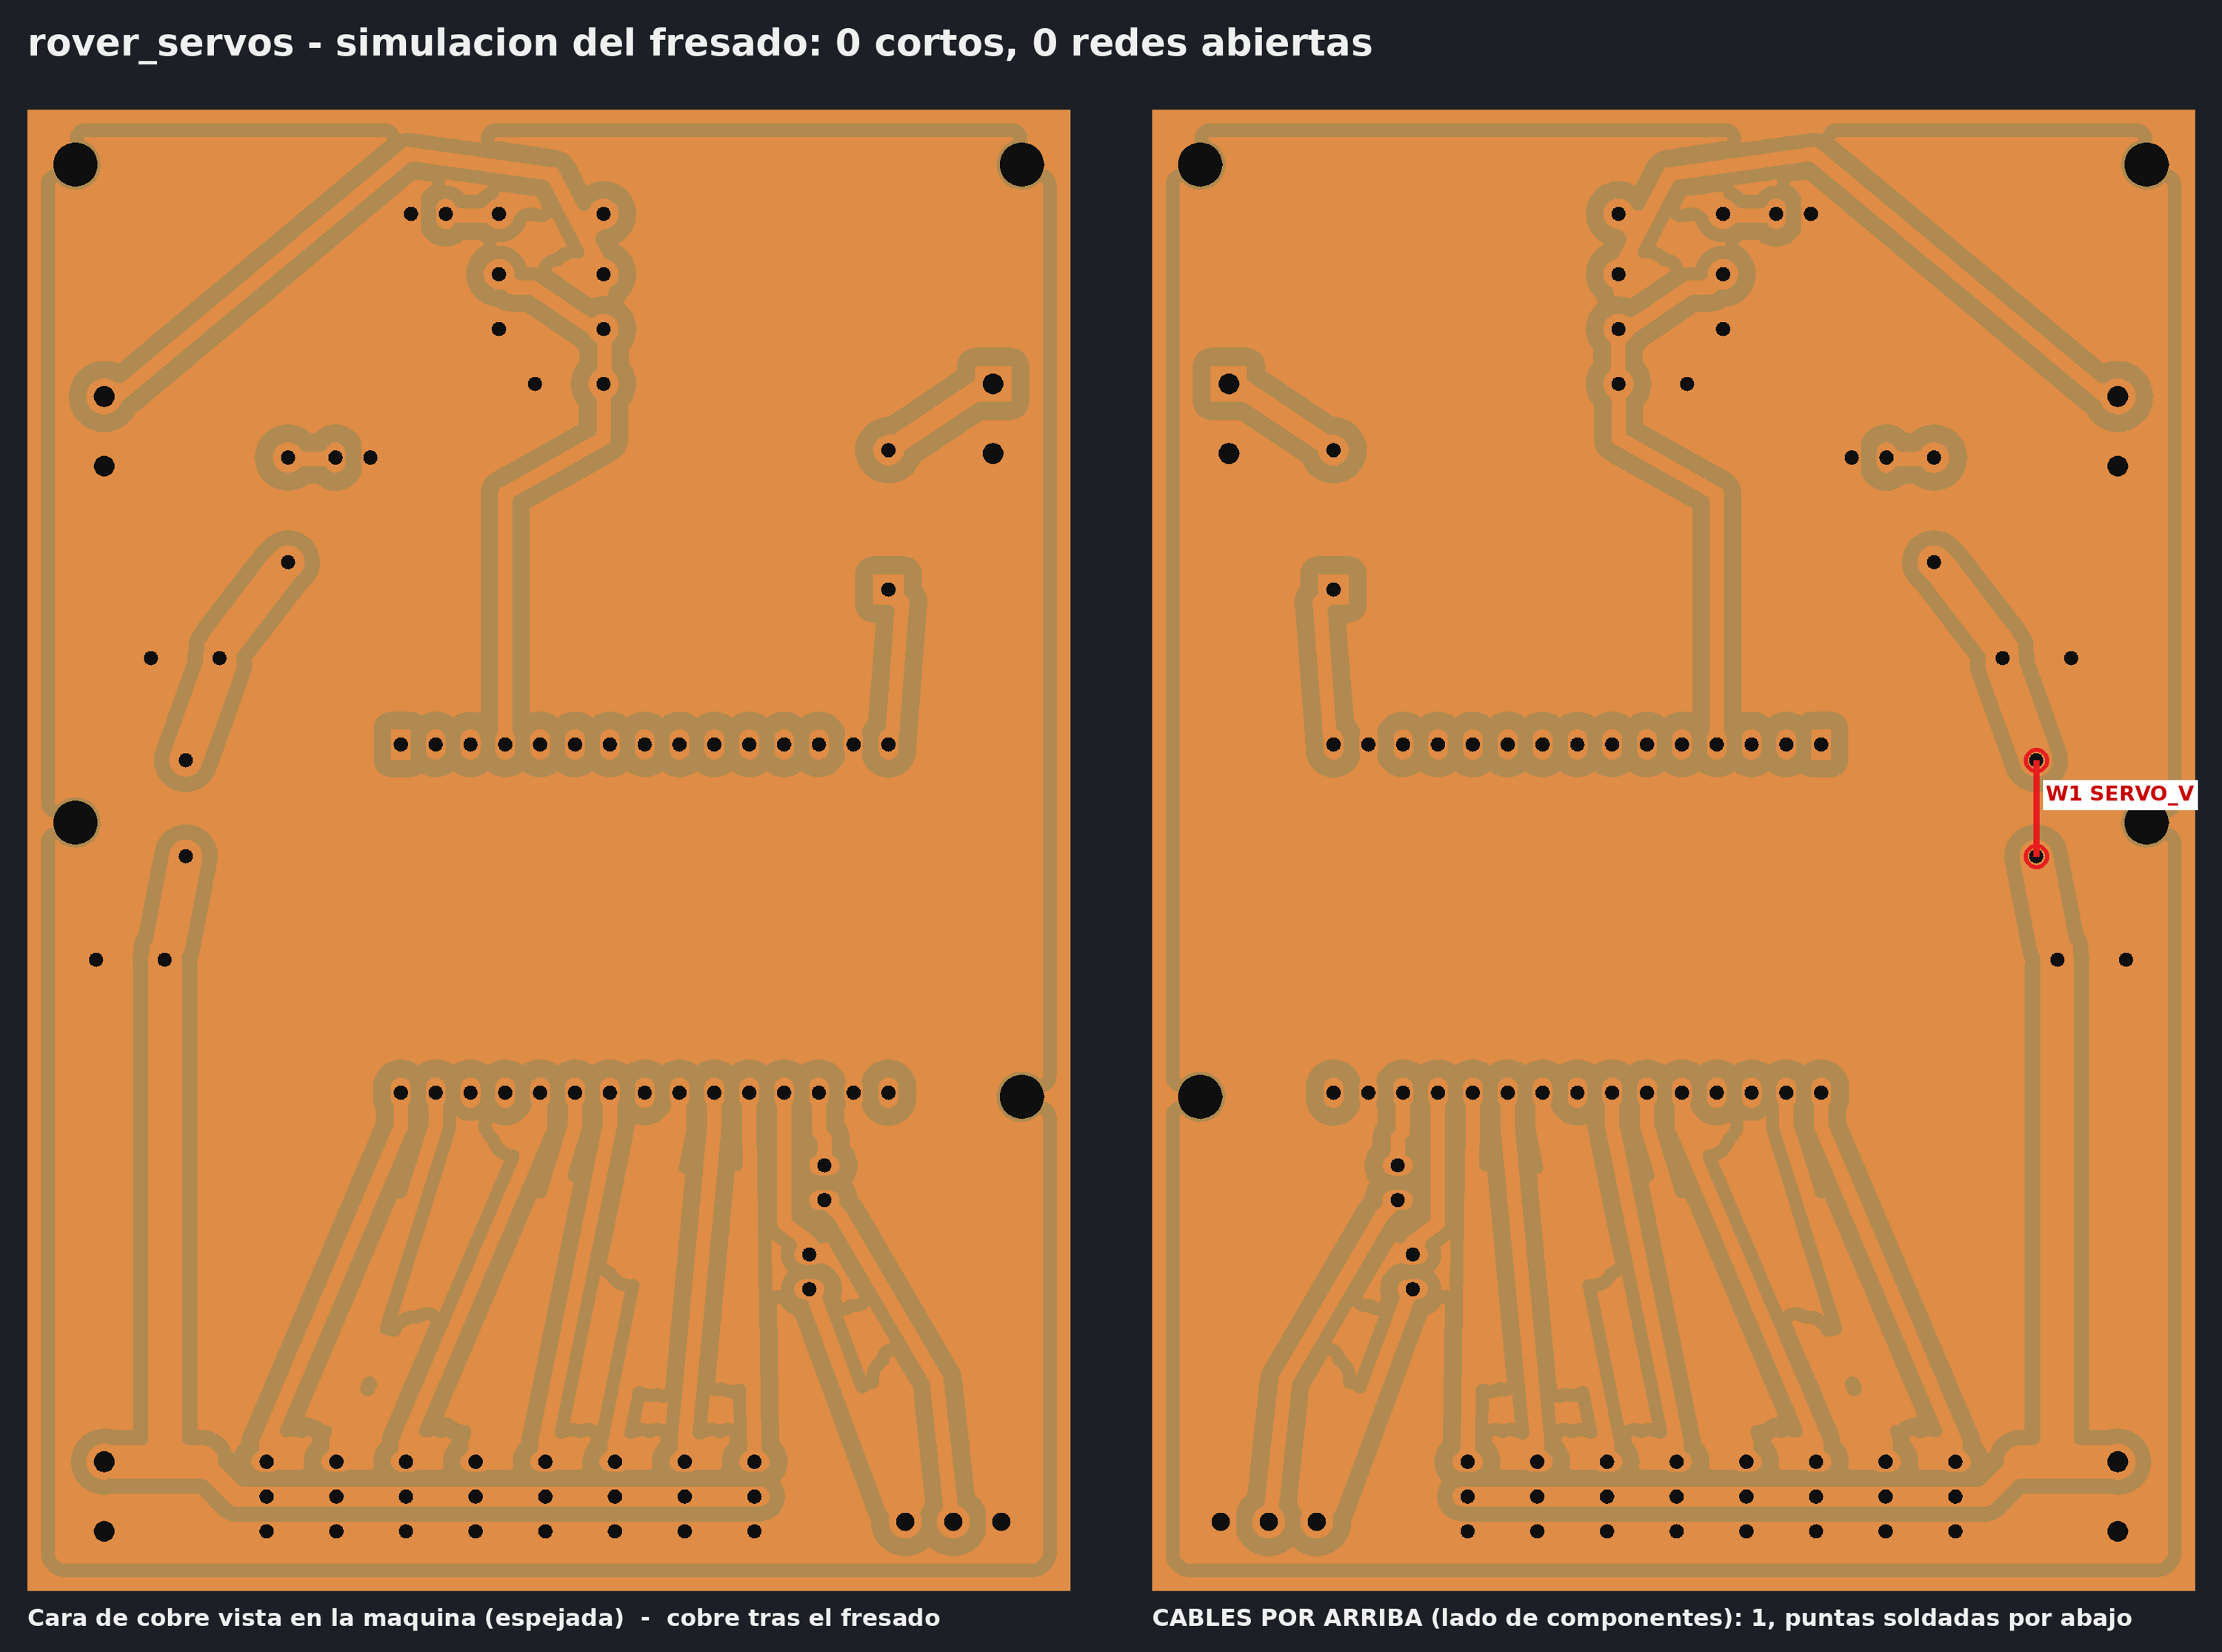 rover_servos - simulacion del fresado: 0 cortos, 0 redes abiertas
W1 SERVO_V
Cara de cobre vista en la maquina (espejada)  -  cobre tras el fresado
CABLES POR ARRIBA (lado de componentes): 1, puntas soldadas por abajo